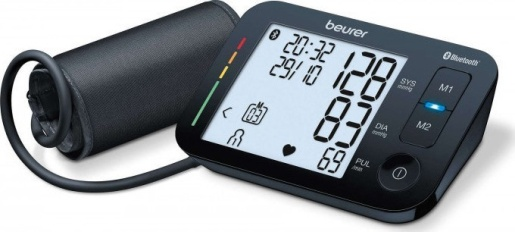 beurer
Bluetooth®
20:32
29/10
128
SYS
mmHg
M1
83
DIA
mmHg
M2
03
69
PUL
/min